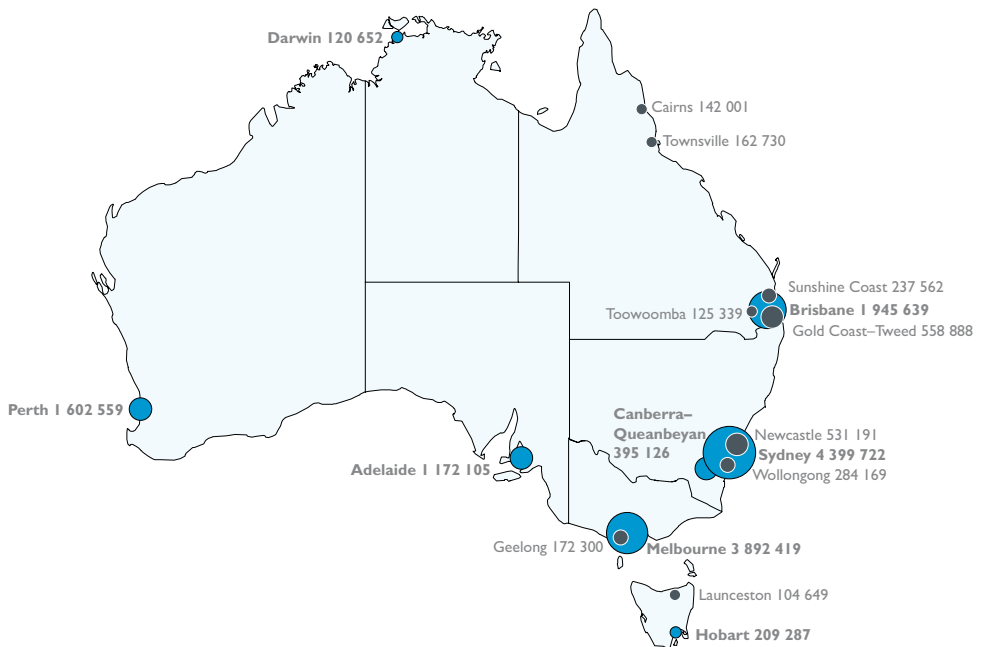 Darwin 120 652
Cairns 142 001
Townsville 162 730
Sunshine Coast 237 562
Brisbane 1 945 639
Toowoomba 125 339
Gold Coast–Tweed 558 888
Perth 1 602 559
Canberra–
Queanbeyan
395 126
Newcastle 531 191
Sydney 4 399 722
Wollongong 284 169
Adelaide 1 172 105
Geelong 172 300
Melbourne 3 892 419
Launceston 104 649
Hobart 209 287